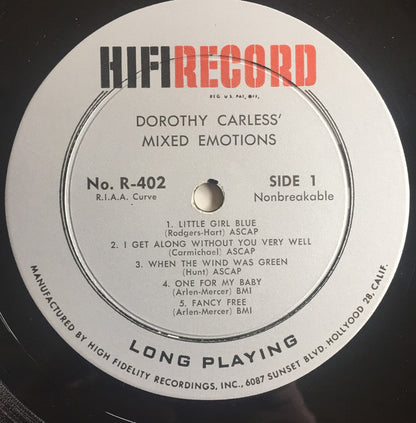 HIFIRECORD
REG. U.S. PAT. OFF.
DOROTHY CARLESS'
MIXED EMOTIONS
No. R-402 SIDE 1
R.I.A.A. Curve Nonbreakable
1. LITTLE GIRL BLUE
(Rodgers-Hart) ASCAP
2. I GET ALONG WITHOUT YOU VERY WELL
(Carmichael) ASCAP
3. WHEN THE WIND WAS GREEN
(Hunt) ASCAP
4. ONE FOR MY BABY
(Arlen-Mercer) BMI
5. FANCY FREE
(Arlen-Mercer) BMI
LONG PLAYING
MANUFACTURED BY HIGH FIDELITY RECORDINGS, INC., 6087 SUNSET BLVD. HOLLYOOD 28, CALIF.